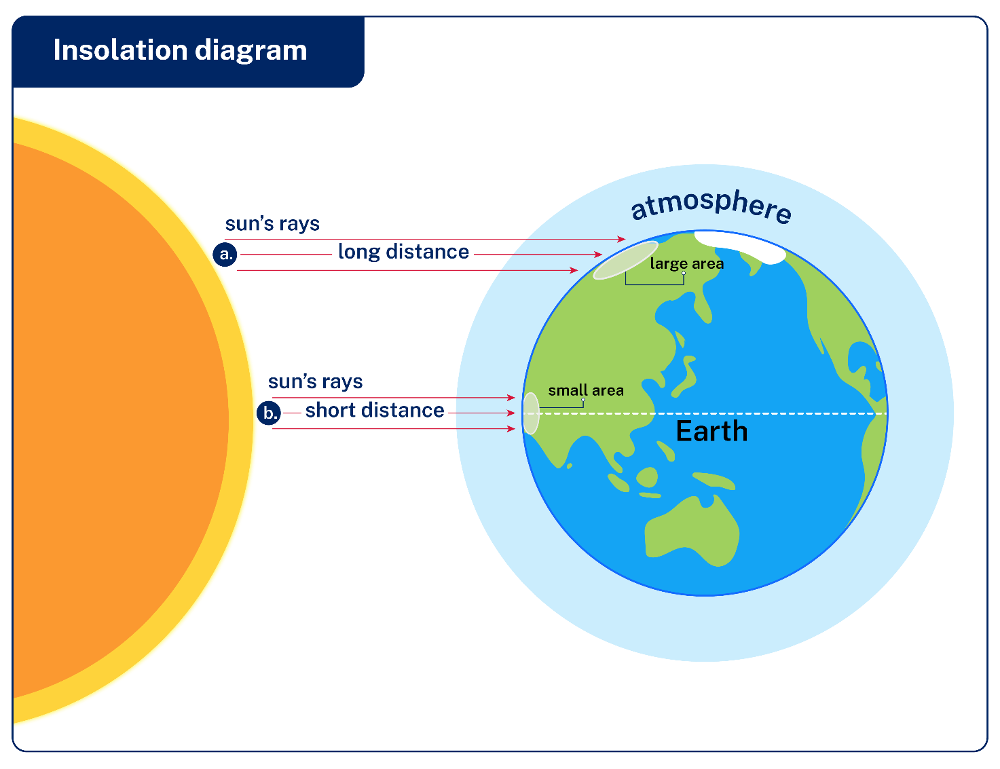 Insolation diagram
atmosphere
sun’s rays
a.
long distance
large area
sun’s rays
small area
b.
short distance
Earth